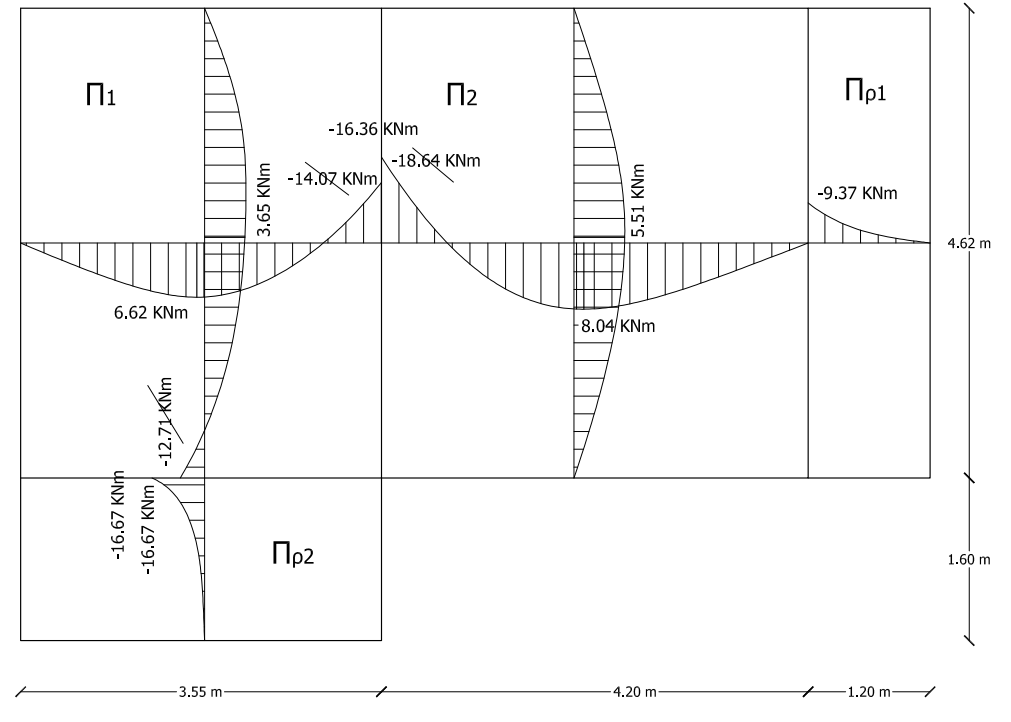 Π1
Π2
Πρ1
-16.36 KNm
-18.64 KNm
-14.07 KNm
3.65 KNm
5.51 KNm
-9.37 KNm
4.62 m
6.62 KNm
8.04 KNm
-12.71 KNm
-16.67 KNm
-16.67 KNm
Πρ2
1.60 m
3.55 m
4.20 m
1.20 m